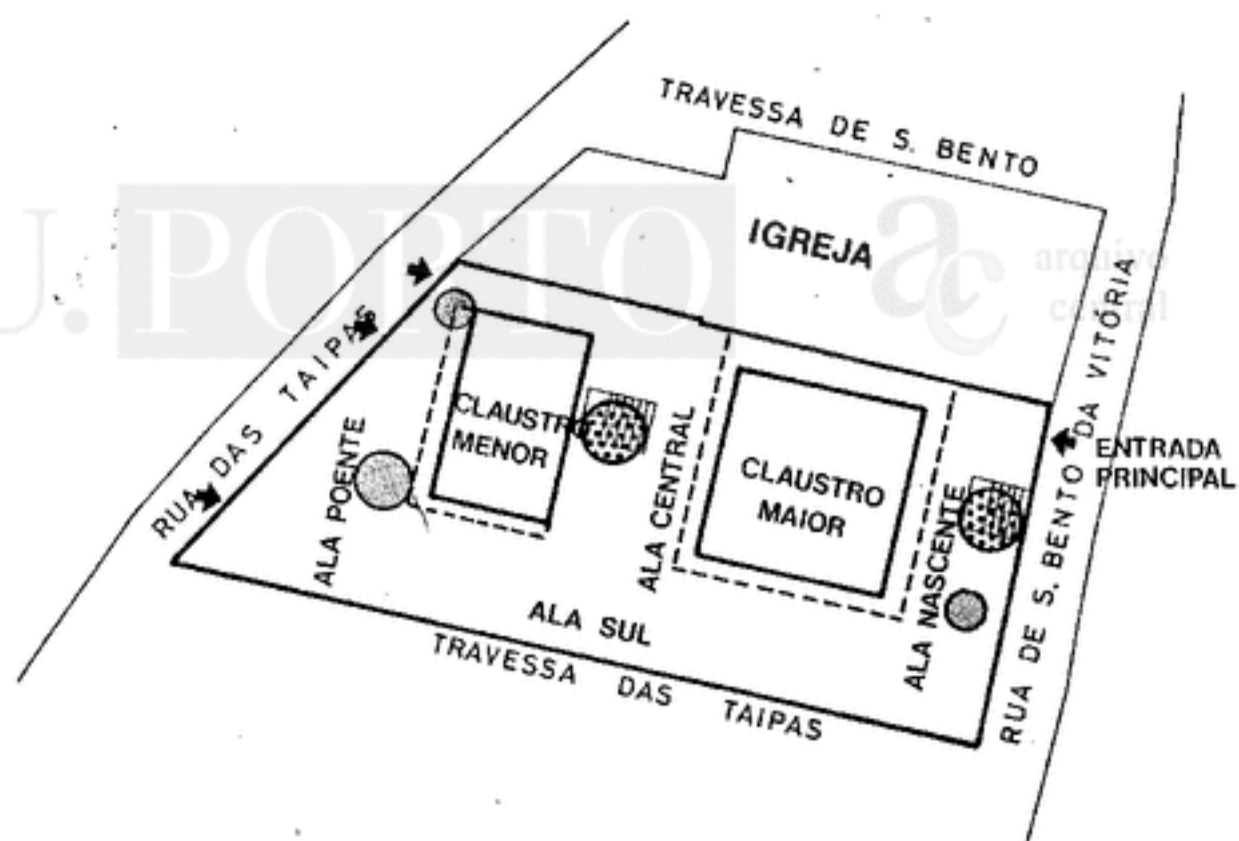 TRAVESSA DE S. BENTO
U. PORTO
ac arquivo
central
IGREJA
RUA DAS TAIPAS
CLAUSTRO
MENOR
ALA POENTE
ALA CENTRAL
CLAUSTRO
MAIOR
ALA NASCENTE
ENTRADA
PRINCIPAL
RUA DE S. BENTO DA VITÓRIA
ALA SUL
TRAVESSA DAS TAIPAS